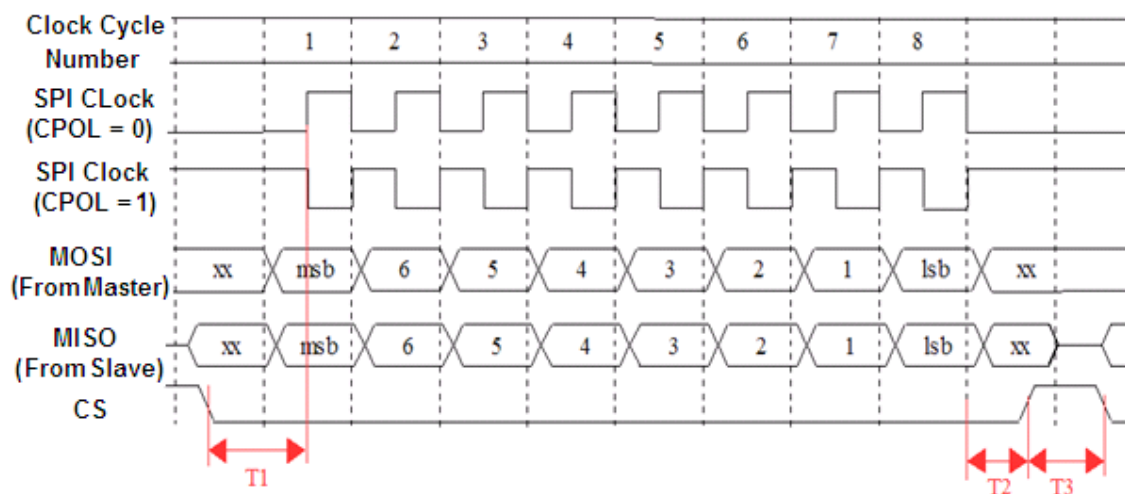 Clock Cycle
Number
1 2 3 4 5 6 7 8
SPI CLock
(CPOL = 0)
SPI Clock
(CPOL = 1)
MOSI
(From Master)
xx msb 6 5 4 3 2 1 lsb xx
MISO
(From Slave)
xx msb 6 5 4 3 2 1 lsb xx
CS
T1 T2 T3